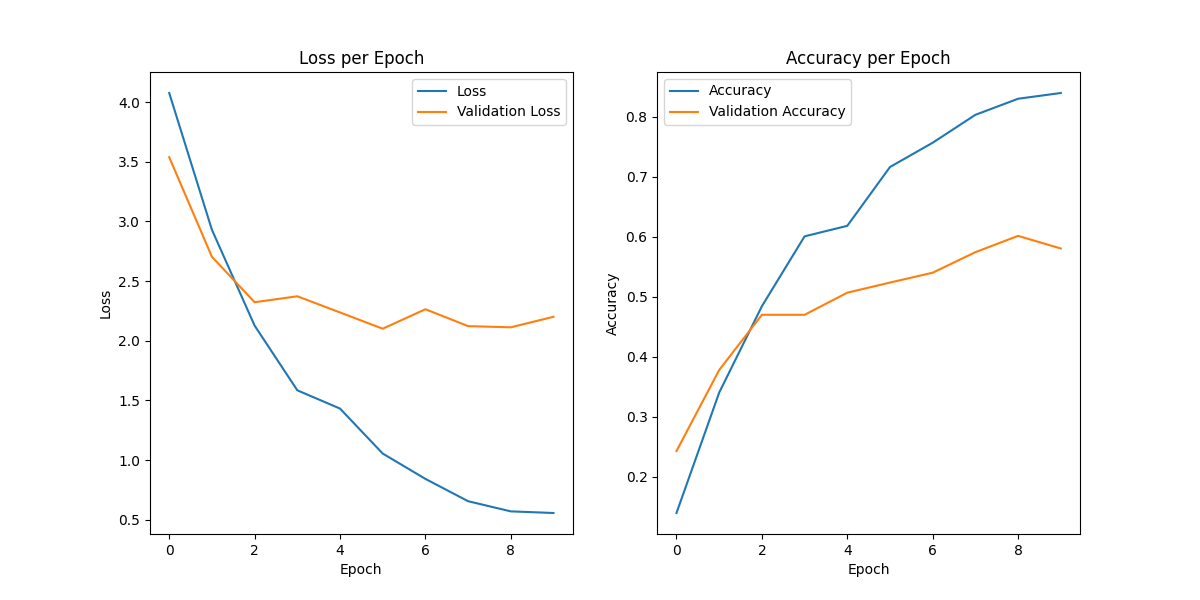 Loss per Epoch
Loss
Validation Loss
4.0
3.5
3.0
2.5
2.0
1.5
1.0
0.5
Loss
0 2 4 6 8
Epoch
Accuracy per Epoch
Accuracy
Validation Accuracy
0.8
0.7
0.6
0.5
0.4
0.3
0.2
Accuracy
0 2 4 6 8
Epoch